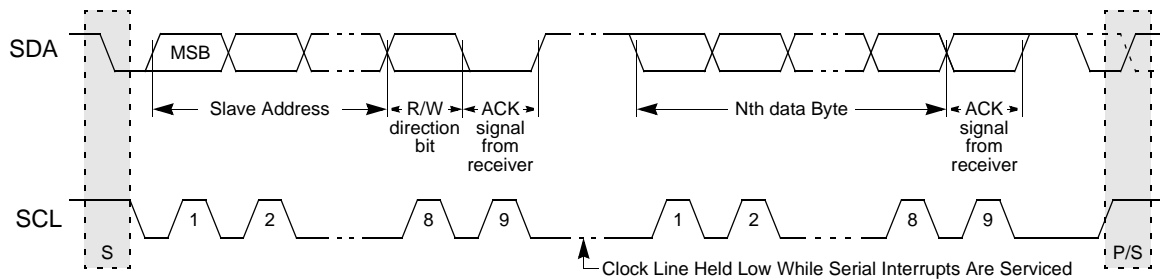 SDA
MSB
Slave Address
R/W
direction
bit
ACK
signal
from
receiver
Nth data Byte
ACK
signal
from
receiver
SCL
1
2
8
9
1
2
8
9
S
P/S
Clock Line Held Low While Serial Interrupts Are Serviced